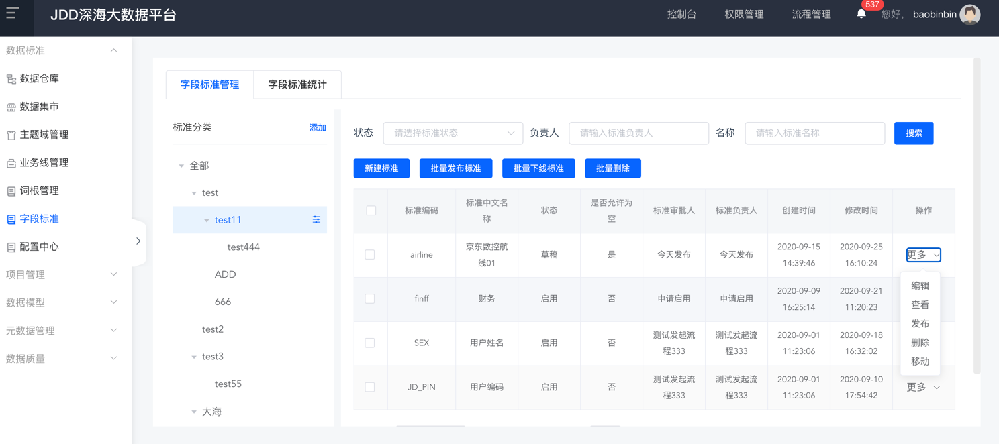 JDD深海大数据平台
控制台
权限管理
流程管理
537
您好,
baobinbin
数据标准
数据仓库
数据集市
主题域管理
业务线管理
词根管理
字段标准
配置中心
项目管理
数据模型
元数据管理
数据质量
字段标准管理
字段标准统计
标准分类
添加
全部
test
test11
test444
ADD
666
test2
test3
test55
大海
状态
请选择标准状态
负责人
请输入标准负责人
名称
请输入标准名称
搜索
新建标准
批量发布标准
批量下线标准
批量删除
标准编码
标准中文名
称
状态
是否允许为
空
标准审批人
标准负责人
创建时间
修改时间
操作
airline
京东数控航
线01
草稿
是
今天发布
今天发布
2020-09-15
14:39:46
2020-09-25
16:10:24
更多
finff
财务
启用
否
申请启用
申请启用
2020-09-09
16:25:14
2020-09-21
11:20:23
SEX
用户姓名
启用
否
测试发起流
程333
测试发起流
程333
2020-09-01
11:23:06
2020-09-18
16:32:02
JD_PIN
用户编码
启用
否
测试发起流
程333
测试发起流
程333
2020-09-01
11:23:06
2020-09-10
17:54:42
更多
编辑
查看
发布
删除
移动